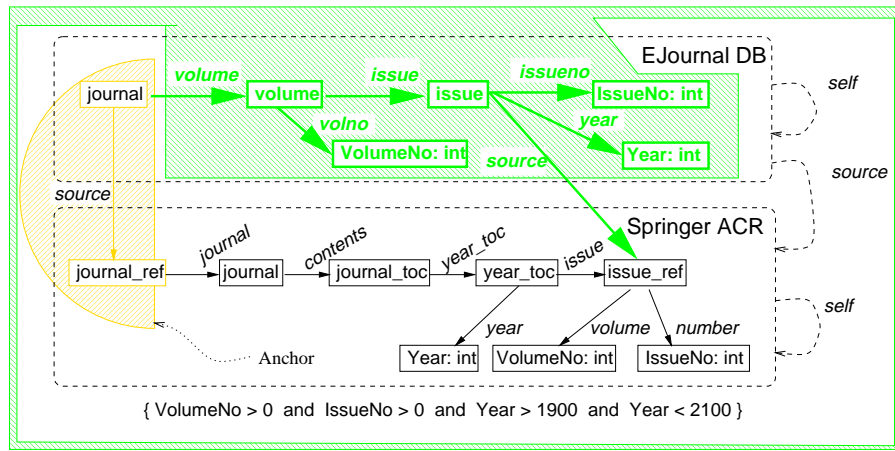 EJournal DB
volume
issue
issueno
self
journal
volume
issue
IssueNo: int
volno
year
VolumeNo: int
source
Year: int
source
source
Springer ACR
journal
contents
year_toc
issue
journal_ref
journal
journal_toc
year_toc
issue_ref
self
year
volume
number
Anchor
Year: int
VolumeNo: int
IssueNo: int
{ VolumeNo > 0 and IssueNo > 0 and Year > 1900 and Year < 2100 }